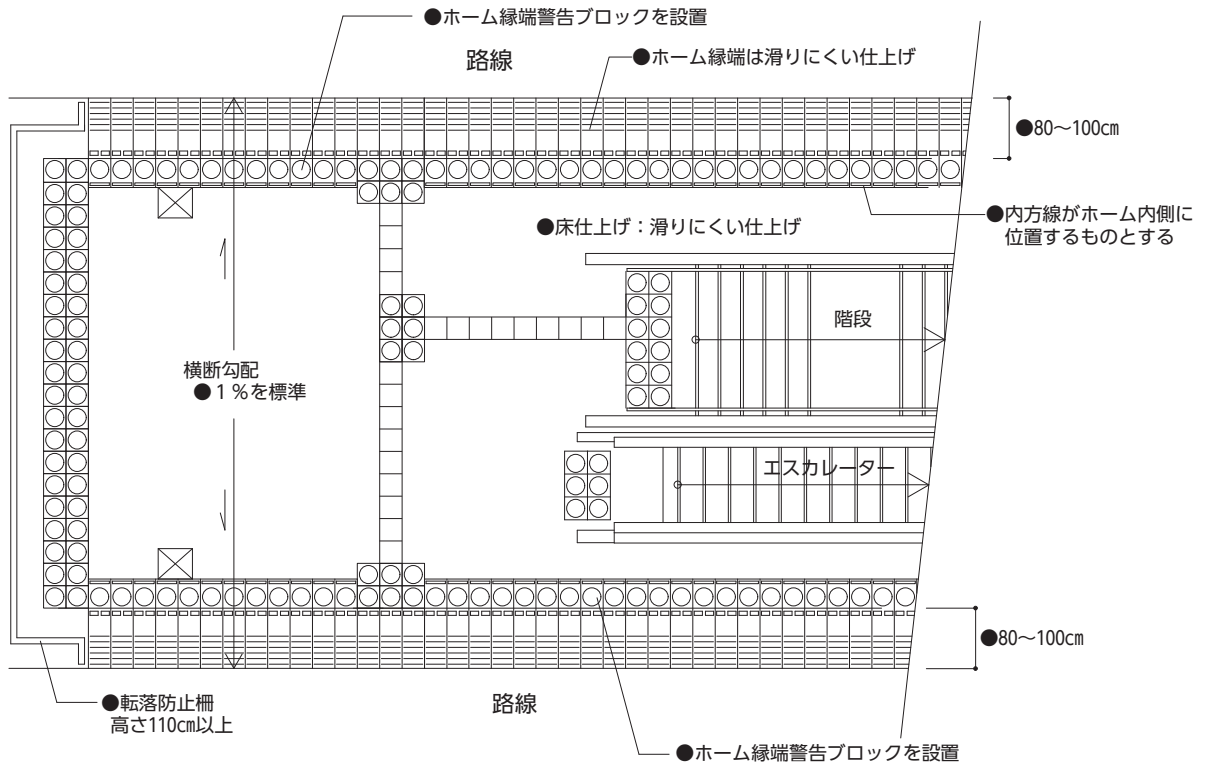 ●ホーム縁端警告ブロックを設置
路線
●ホーム縁端は滑りにくい仕上げ
●80～100㎝
●内方線がホーム内側に
位置するものとする
●床仕上げ：滑りにくい仕上げ
階段
横断勾配
●1％を標準
エスカレーター
●80～100㎝
●転落防止柵
高さ110㎝以上
路線
●ホーム縁端警告ブロックを設置